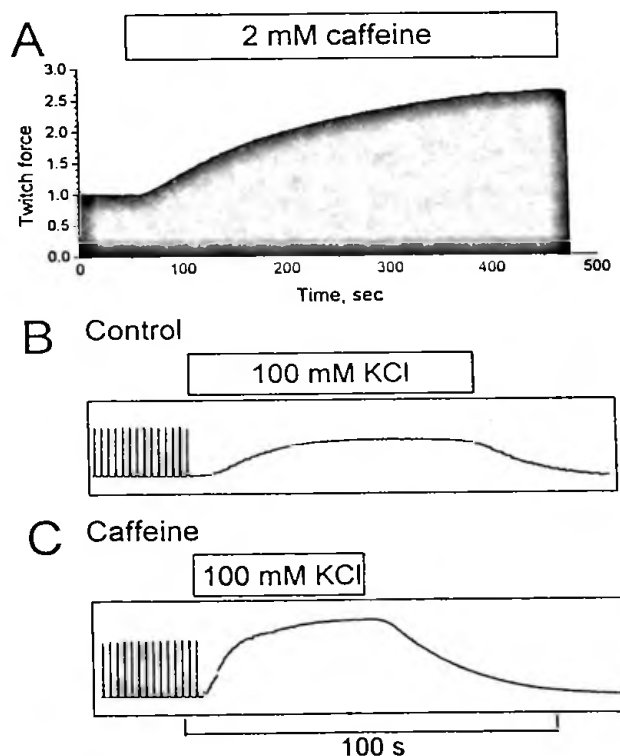 A
2 mM caffeine
3.0
2.5
2.0
1.5
1.0
0.5
0.0
Twitch force
0
100
200
300
400
500
Time, sec
B Control
100 mM KCl
C Caffeine
100 mM KCl
100 s